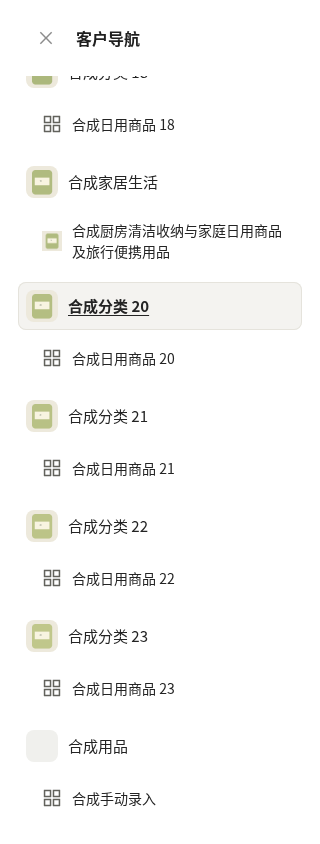 客户导航
合成日用商品 18
合成家居生活
合成厨房清洁收纳与家庭日用商品
及旅行便携用品
合成分类 20
合成日用商品 20
合成分类 21
合成日用商品 21
合成分类 22
合成日用商品 22
合成分类 23
合成日用商品 23
合成用品
合成手动录入